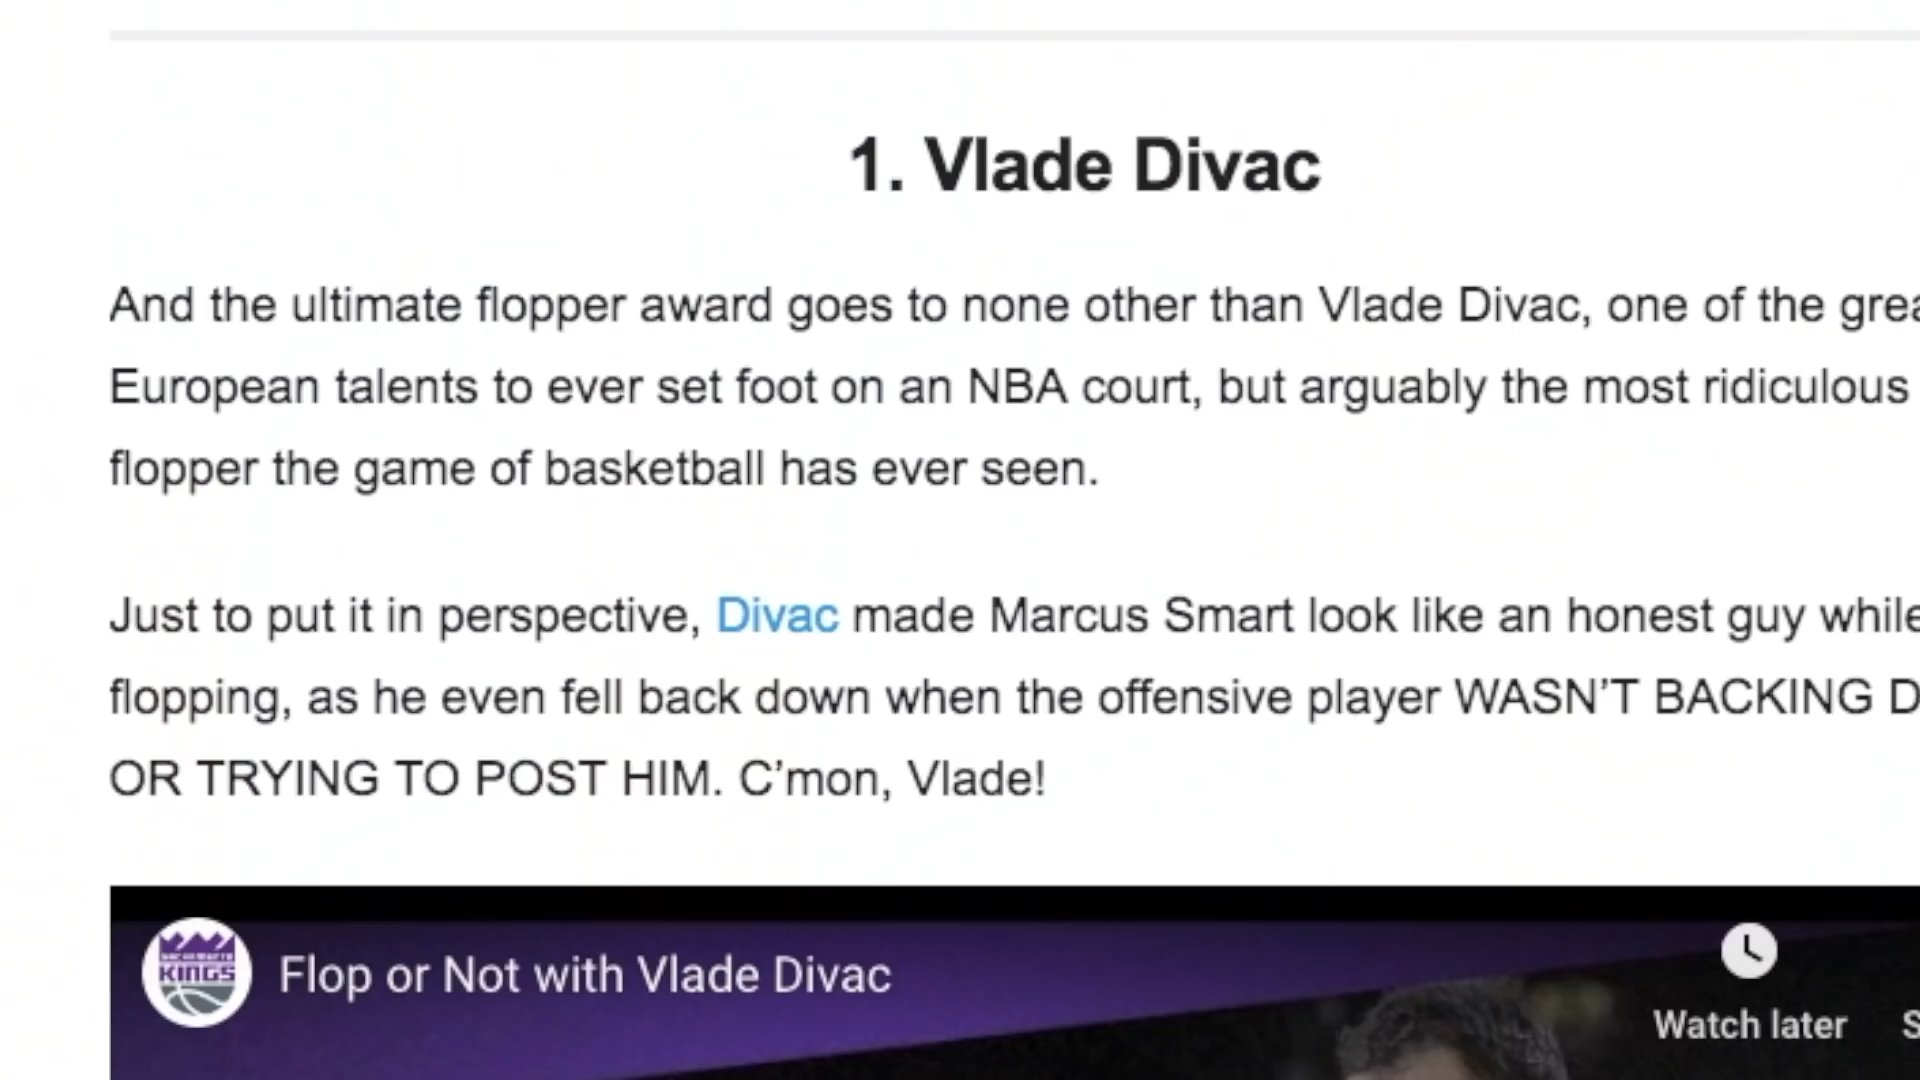 1. Vlade Divac
And the ultimate flopper award goes to none other than Vlade Divac, one of the
European talents to ever set foot on an NBA court, but arguably the most ridiculous
flopper the game of basketball has ever seen.
Just to put it in perspective, Divac made Marcus Smart look like an honest guy while
flopping, as he even fell back down when the offensive player WASN’T BACKING
OR TRYING TO POST HIM. C’mon, Vlade!
KINGS
Flop or Not with Vlade Divac
Watch later